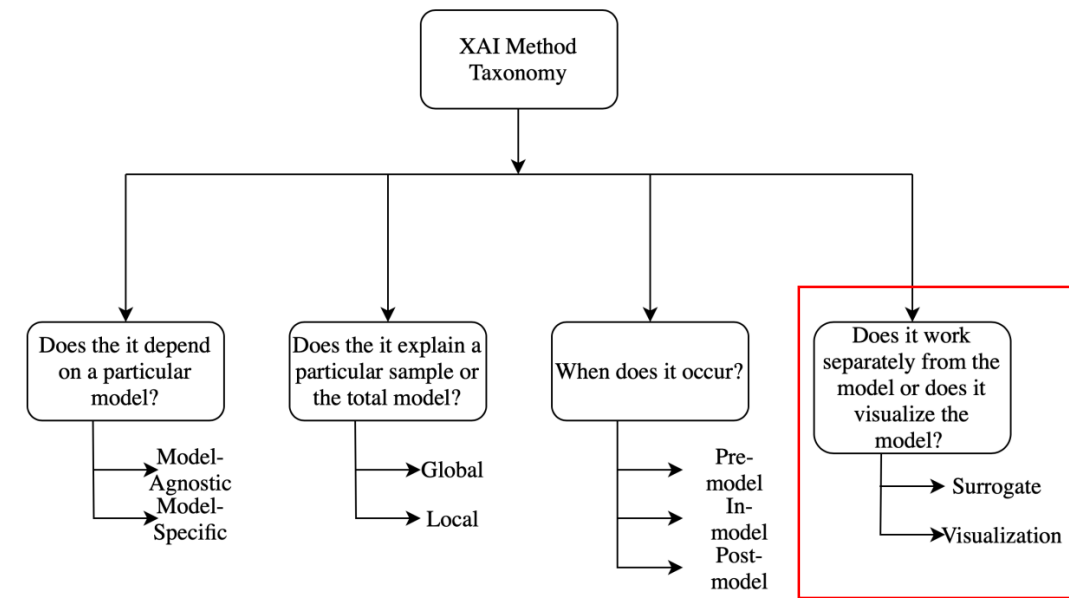 XAI Method
Taxonomy
Does the it depend
on a particular
model?
Model-
Agnostic
Model-
Specific
Does the it explain a
particular sample or
the total model?
Global
Local
When does it occur?
Pre-
model
In-
model
Post-
model
Does it work
separately from the
model or does it
visualize the
model?
Surrogate
Visualization